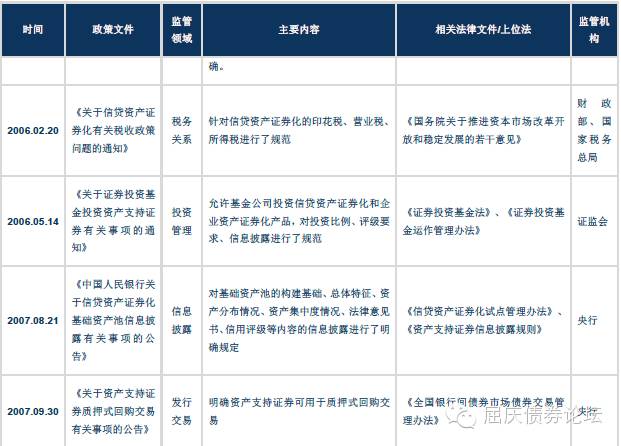 时间
政策文件
监管
领域
主要内容
相关法律文件/上位法
监管机
构
确。
2006.02.20
《关于信贷资产证
券化有关税收政策
问题的通知》
税务
关系
针对信贷资产证券化的印花税、营业税、
所得税进行了规范
《国务院关于推进资本市场改革开
放和稳定发展的若干意见》
财政
部、国
家税务
总局
2006.05.14
《关于证券投资基
金投资资产支持证
券有关事项的通
知》
投资
管理
允许基金公司投资信贷资产证券化和企
业资产证券化产品，对投资比例、评级要
求、信息披露进行了规范
《证券投资基金法》、《证券投资基
金运作管理办法》
证监会
2007.08.21
《中国人民银行关
于信贷资产证券化
基础资产池信息披
露有关事项的公
告》
信息
披露
对基础资产池的构建基础、总体特征、资
产分布情况、资产集中度情况、法律意见
书、信用评级等内容的信息披露进行了
明确规定
《信贷资产证券化试点管理办法》、
《资产支持证券信息披露规则》
央行
2007.09.30
《关于资产支持证
券质押式回购交易
有关事项的公告》
发行
交易
明确资产支持证券可用于质押式回购交
易
《全国银行间债券市场债券交易管
理办法》
央行
屈庆债券论坛